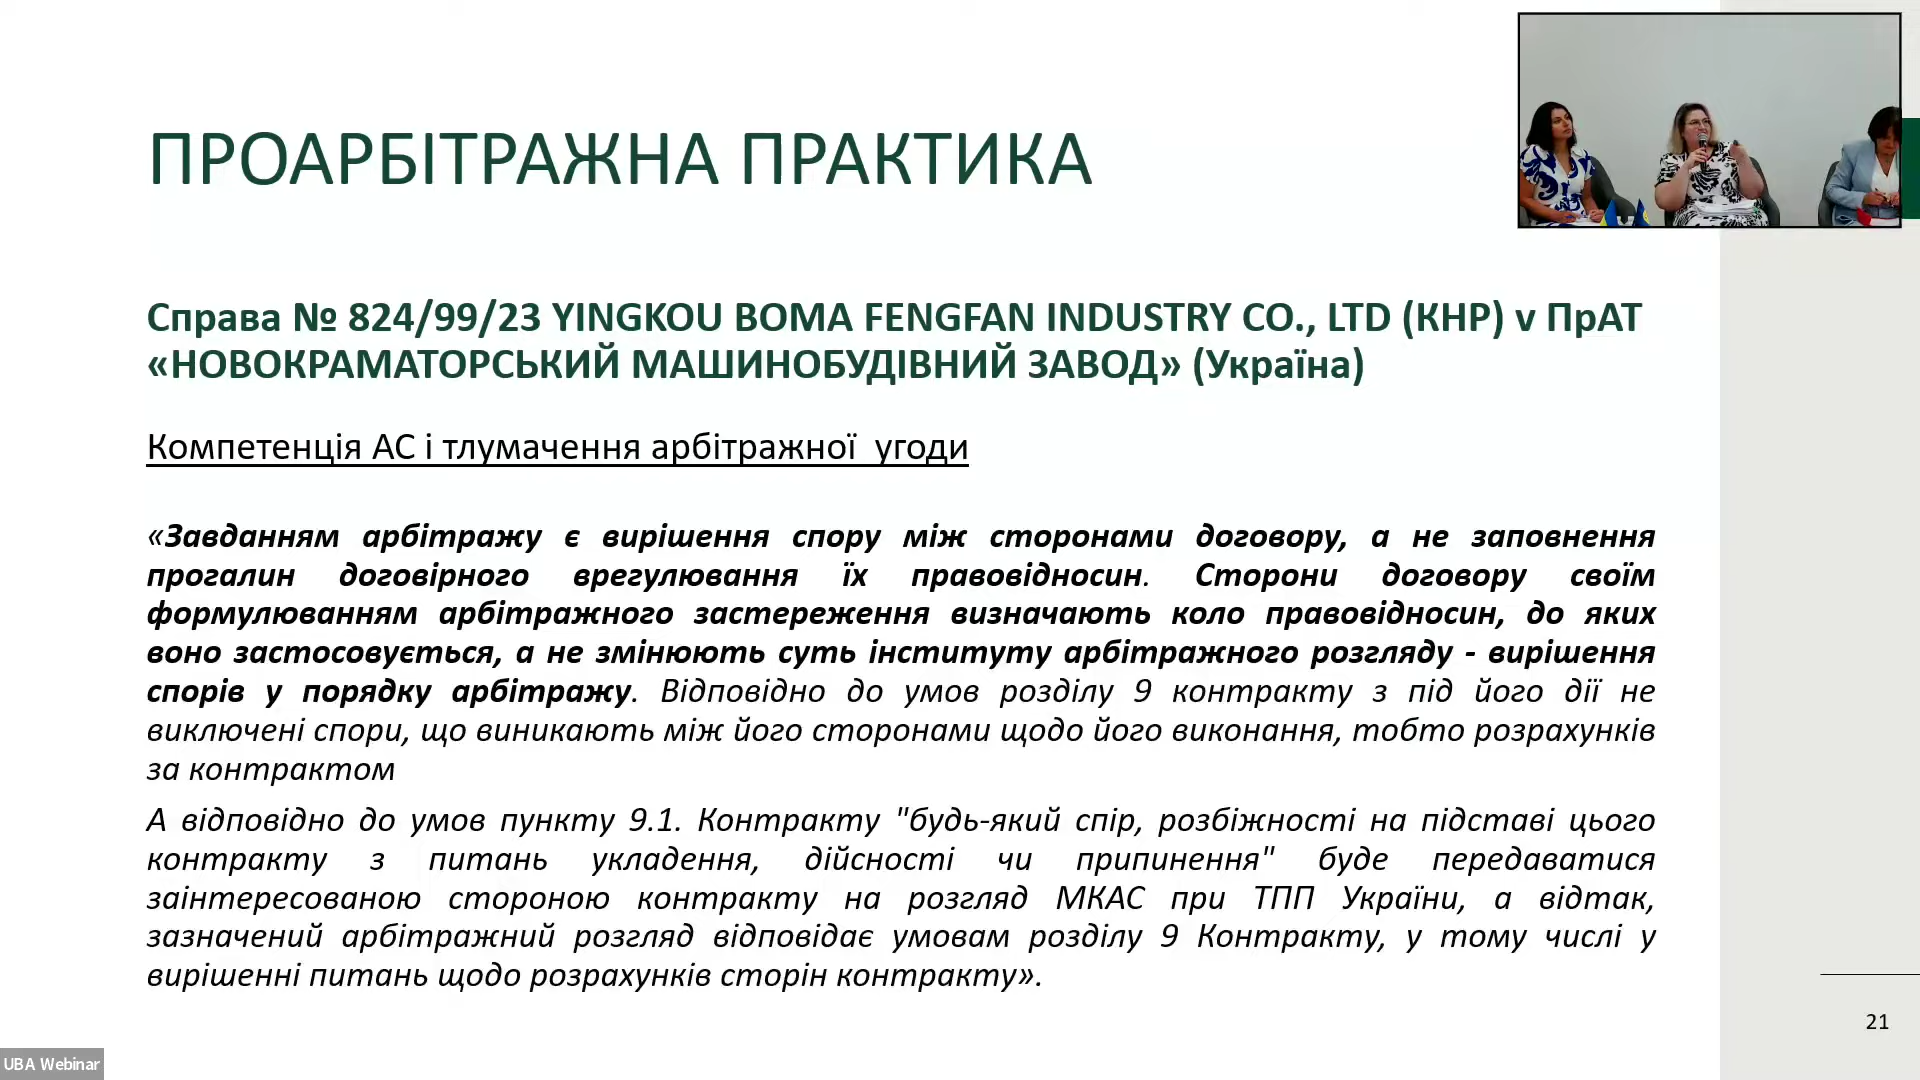 ПРОАРБІТРАЖНА ПРАКТИКА
Справа № 824/99/23 YINGKOU BOMA FENGFAN INDUSTRY CO., LTD (КНР) v ПрАТ
«НОВОКРАМАТОРСЬКИЙ МАШИНОБУДІВНИЙ ЗАВОД» (Україна)
Компетенція АС і тлумачення арбітражної  угоди
«Завданням арбітражу є вирішення спору між сторонами договору, а не заповнення
прогалин договірного врегулювання їх правовідносин. Сторони договору своїм
формулюванням арбітражного застереження визначають коло правовідносин, до яких
воно застосовується, а не змінюють суть інституту арбітражного розгляду - вирішення
спорів у порядку арбітражу. Відповідно до умов розділу 9 контракту з під його дії не
виключені спори, що виникають між його сторонами щодо його виконання, тобто розрахунків
за контрактом
А відповідно до умов пункту 9.1. Контракту "будь-який спір, розбіжності на підставі цього
контракту з питань укладення, дійсності чи припинення" буде передаватися
заінтересованою стороною контракту на розгляд МКАС при ТПП України, а відтак,
зазначений арбітражний розгляд відповідає умовам розділу 9 Контракту, у тому числі у
вирішенні питань щодо розрахунків сторін контракту».
21
UBA Webinar